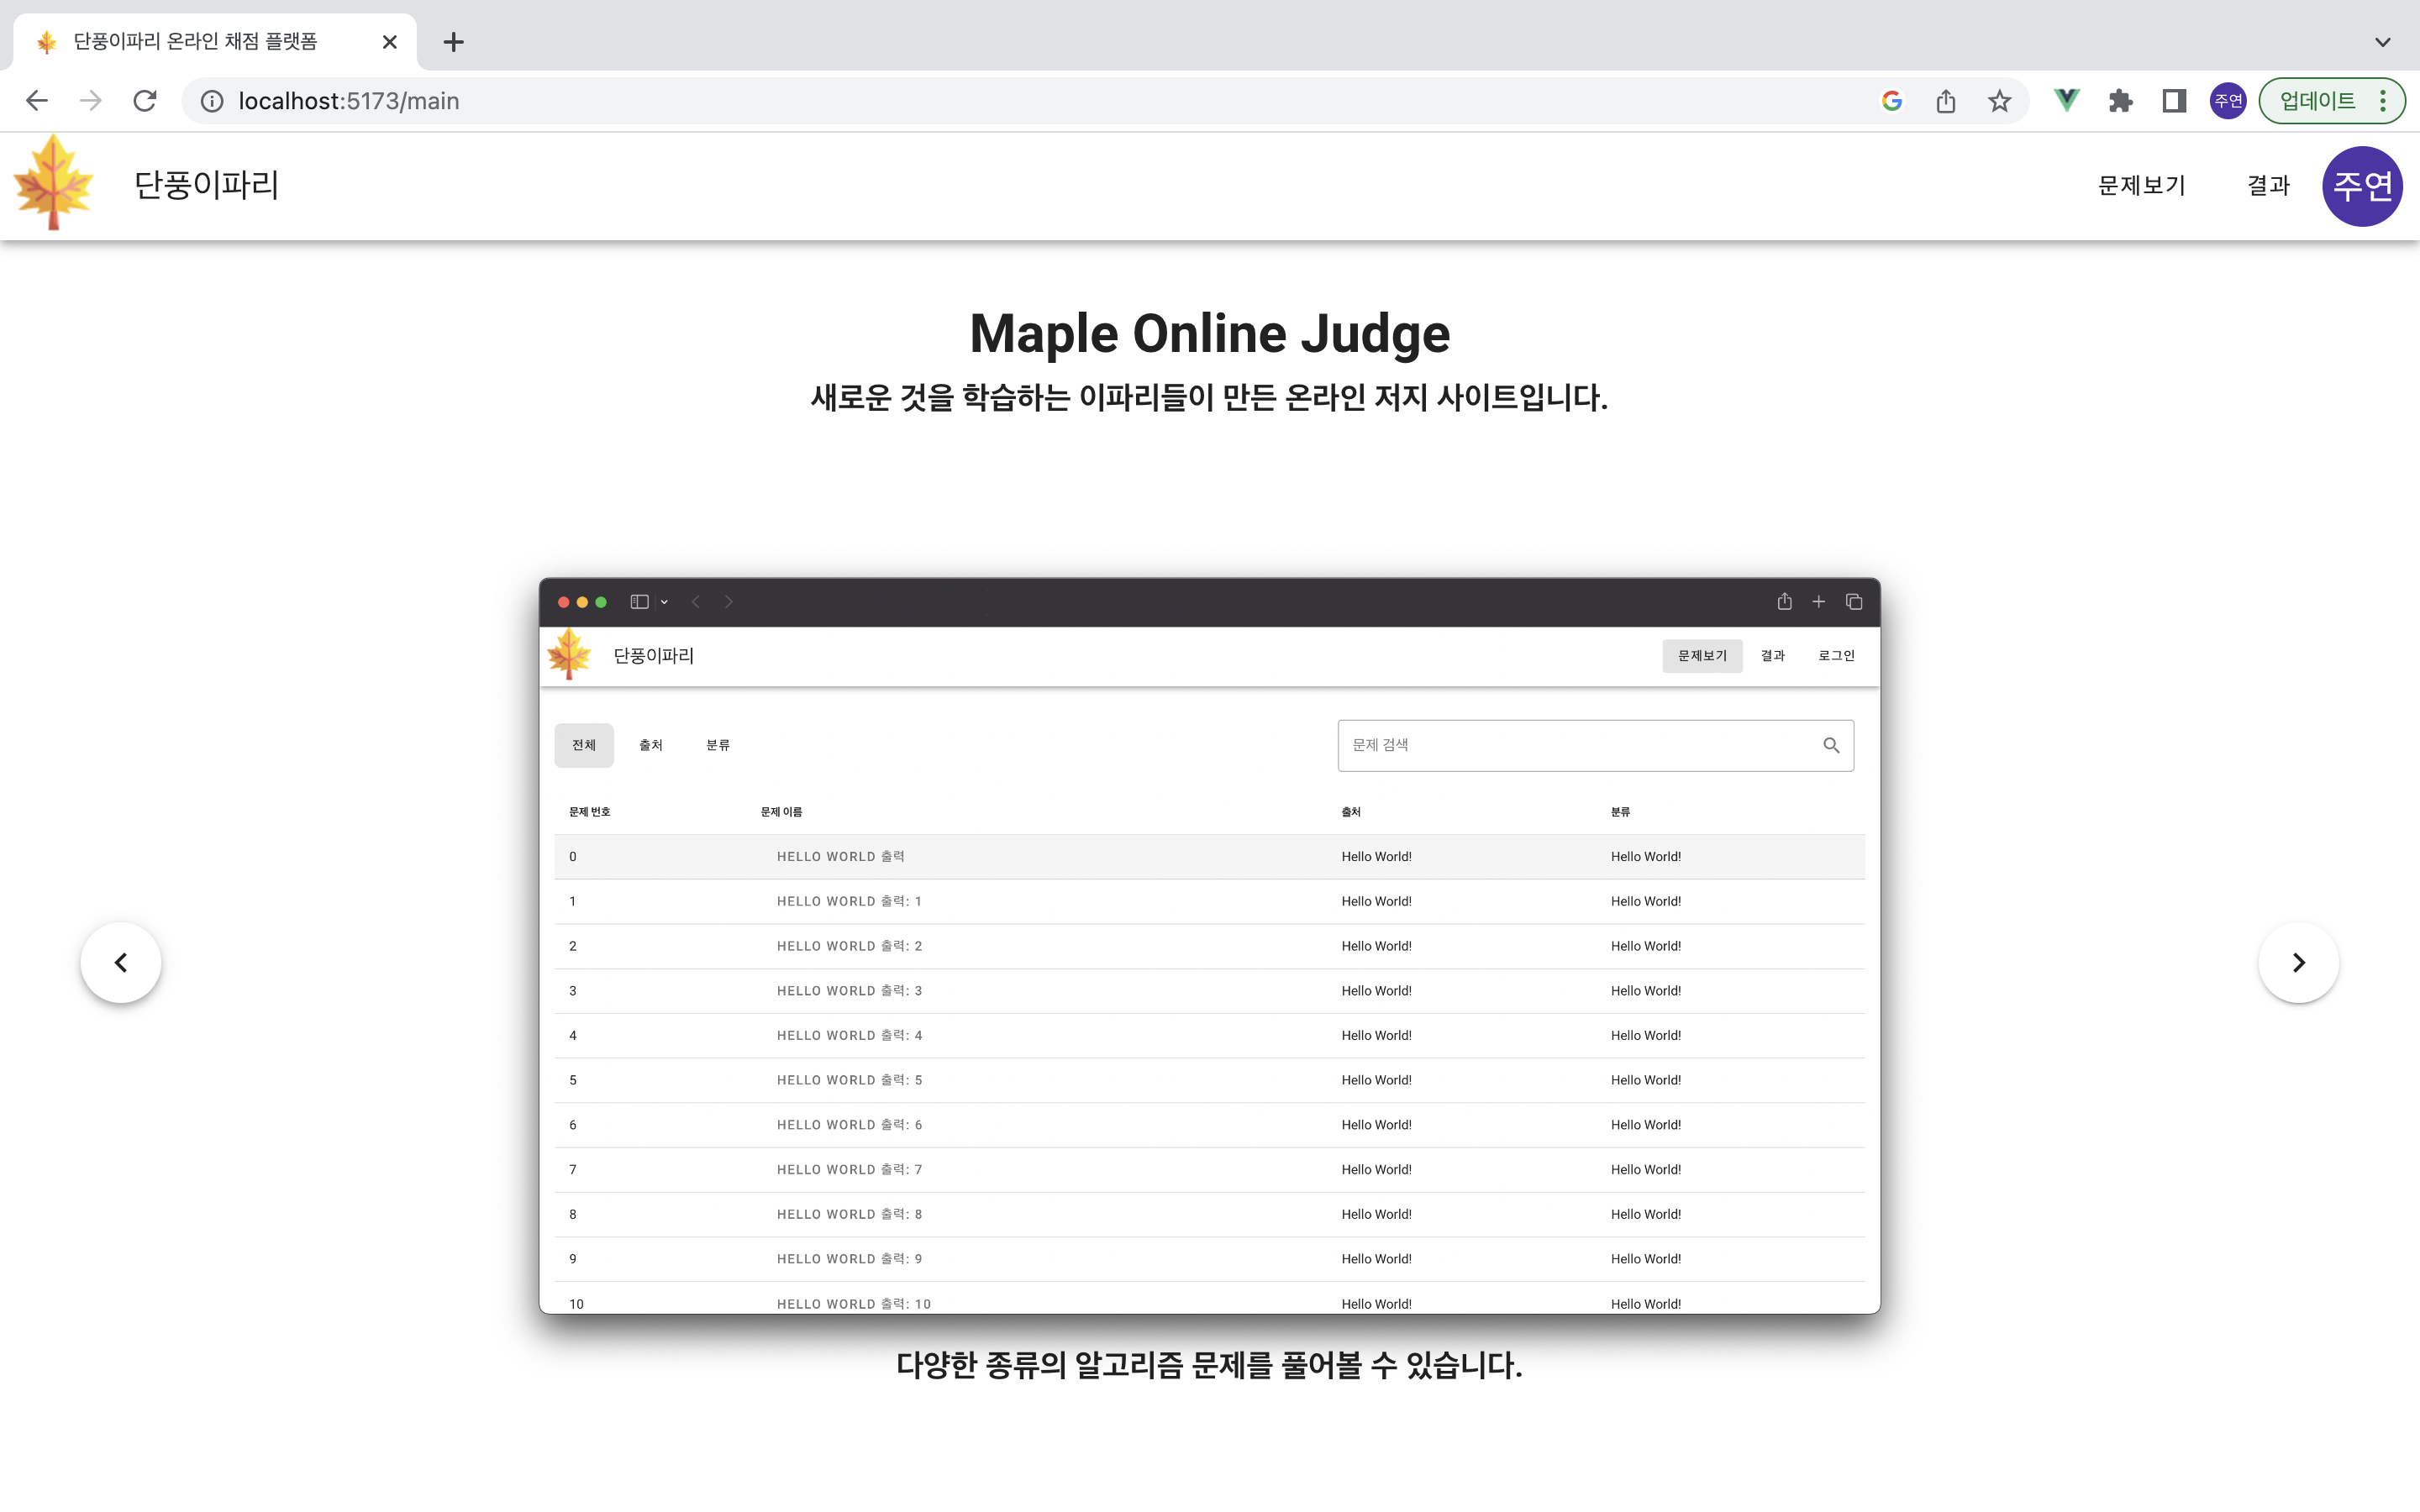 단풍이파리 온라인 채점 플랫폼
localhost:5173/main
주연
업데이트
단풍이파리
문제보기 결과 주연
Maple Online Judge
새로운 것을 학습하는 이파리들이 만든 온라인 저지 사이트입니다.
단풍이파리
문제보기 결과 로그인
전체 출처 분류 문제 검색
문제 번호 문제 이름 출처 분류
0 HELLO WORLD 출력 Hello World! Hello World!
1 HELLO WORLD 출력: 1 Hello World! Hello World!
2 HELLO WORLD 출력: 2 Hello World! Hello World!
3 HELLO WORLD 출력: 3 Hello World! Hello World!
4 HELLO WORLD 출력: 4 Hello World! Hello World!
5 HELLO WORLD 출력: 5 Hello World! Hello World!
6 HELLO WORLD 출력: 6 Hello World! Hello World!
7 HELLO WORLD 출력: 7 Hello World! Hello World!
8 HELLO WORLD 출력: 8 Hello World! Hello World!
9 HELLO WORLD 출력: 9 Hello World! Hello World!
10 HELLO WORLD 출력: 10 Hello World! Hello World!
다양한 종류의 알고리즘 문제를 풀어볼 수 있습니다.